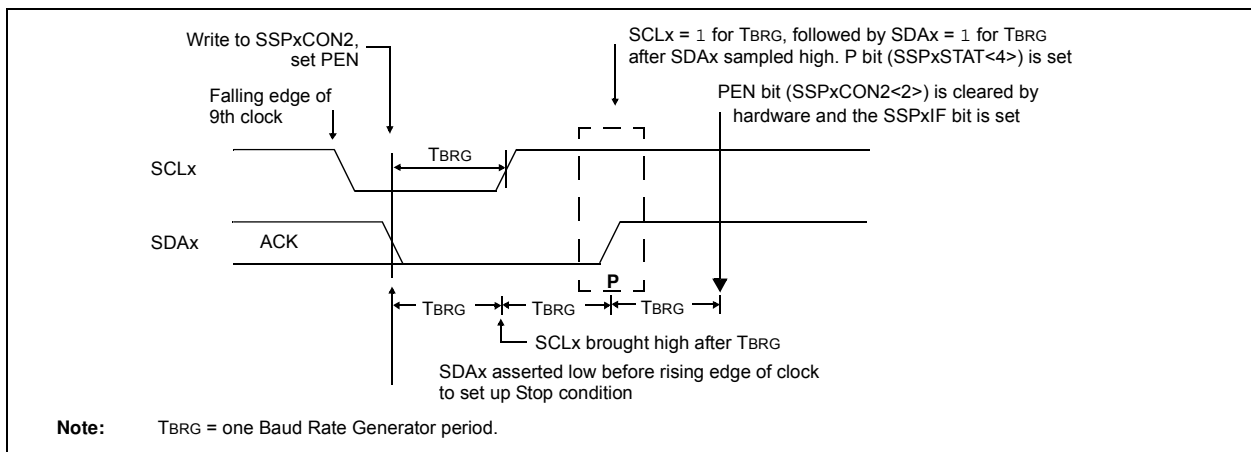 Write to SSPxCON2,
set PEN
SCLx = 1 for TBRG, followed by SDAx = 1 for TBRG
after SDAx sampled high. P bit (SSPxSTAT<4>) is set
Falling edge of
9th clock
PEN bit (SSPxCON2<2>) is cleared by
hardware and the SSPxIF bit is set
SCLx
TBRG
SDAx
ACK
P
TBRG
TBRG
TBRG
SCLx brought high after TBRG
SDAx asserted low before rising edge of clock
to set up Stop condition
Note: TBRG = one Baud Rate Generator period.